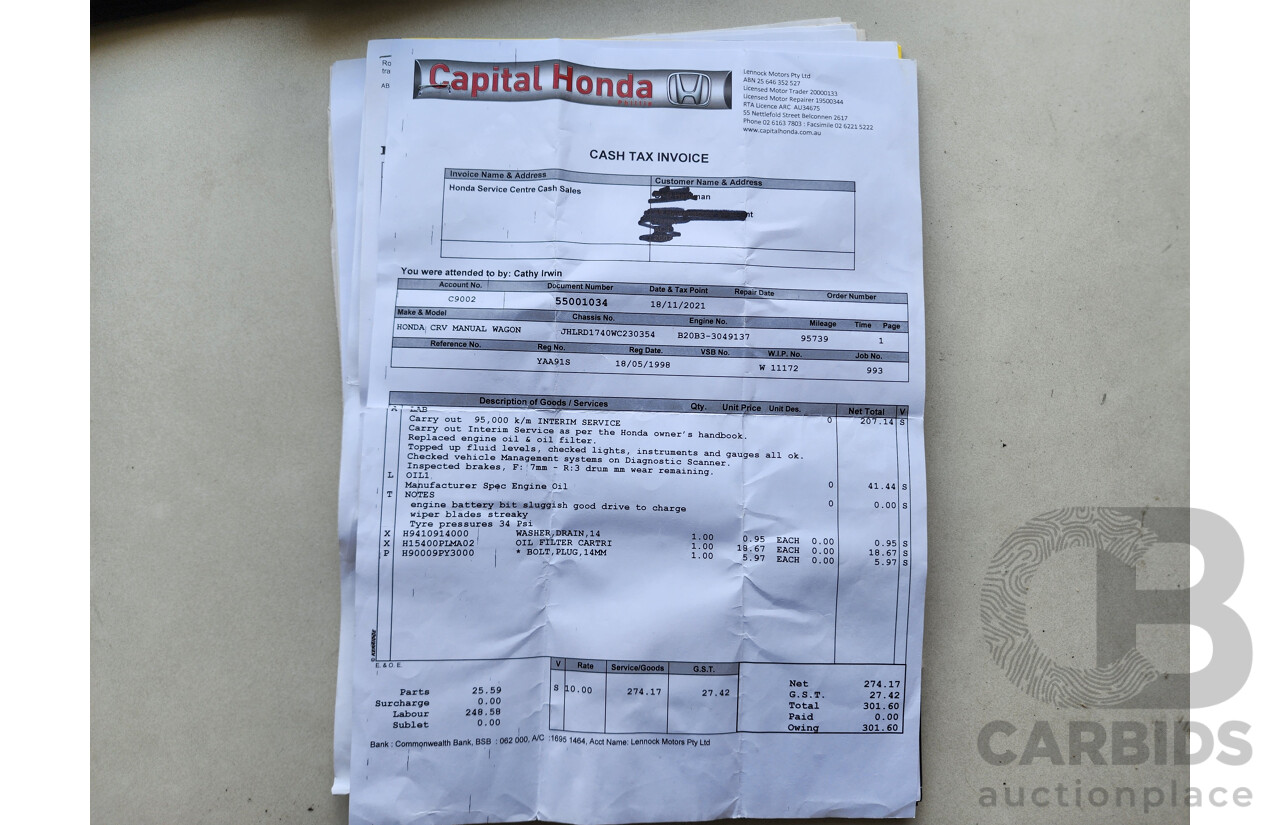 Ro
tra
AB
Capital Honda
Lennock Motors Pty Ltd
ABN 25 646 352 527
Licensed Motor Trader 20000133
Licensed Motor Repairer 19500344
RTA Licence ARC AU34675
55 Nettlefold Street Belconnen 2617
Phone 02 6163 7803 : Facsimile 02 6221 5222
www.capitalhonda.com.au
CASH TAX INVOICE
Invoice Name & Address Customer Name & Address
Honda Service Centre Cash Sales
man
nt
You were attended to by: Cathy Irwin
Account No. Document Number Date & Tax Point Repair Date Order Number
C9002 55001034 18/11/2021
Make & Model Chassis No. Engine No. Mileage Time Page
HONDA CRV MANUAL WAGON JHLRD1740WC230354 B20B3-3049137 95739 1
Reference No. Reg No. Reg Date. VSB No. W.I.P. No. Job No.
YAA91S 18/05/1998 W 11172 993
Description of Goods / Services Qty. Unit Price Unit Des. Net Total V
A LAB 0 207.14 S
Carry out 95,000 k/m INTERIM SERVICE
Carry out Interim Service as per the Honda owner's handbook.
Replaced engine oil & oil filter.
Topped up fluid levels, checked lights, instruments and gauges all ok.
Checked vehicle Management systems on Diagnostic Scanner.
Inspected brakes, F: 7mm - R:3 drum mm wear remaining.
L OIL1
Manufacturer Spec Engine Oil 0 41.44 S
T NOTES 0 0.00 S
engine battery bit sluggish good drive to charge
wiper blades streaky
Tyre pressures 34 Psi
X H9410914000 WASHER,DRAIN,14 1.00 0.95 EACH 0.00 0.95 S
X H15400PLMA02 OIL FILTER CARTRI 1.00 18.67 EACH 0.00 18.67 S
P H90009PY3000 * BOLT,PLUG,14MM 1.00 5.97 EACH 0.00 5.97 S
E. & O. E.
V Rate Service/Goods G.S.T.
S 10.00 274.17 27.42
Parts 25.59
Surcharge 0.00
Labour 248.58
Sublet 0.00
Net 274.17
G.S.T. 27.42
Total 301.60
Paid 0.00
Owing 301.60
Bank : Commonwealth Bank, BSB : 062 000, A/C :1695 1464, Acct Name: Lennock Motors Pty Ltd
CB
CARBIDS
auctionplace